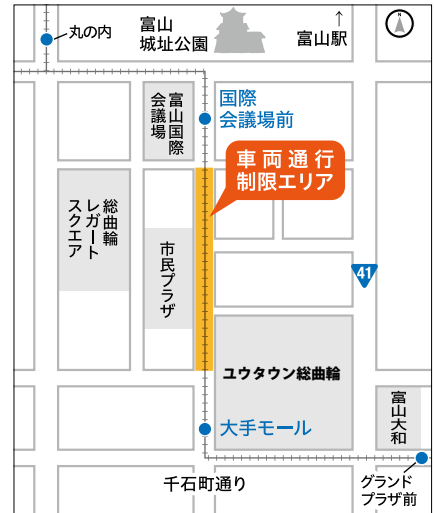 丸の内
富山
城址公園
↑
富山駅
N
富山国際
会議場
国際
会議場前
車両通行
制限エリア
総曲輪
レガート
スクエア
市民プラザ
41
ユウタウン総曲輪
富山大和
大手モール
千石町通り
グランド
プラザ前